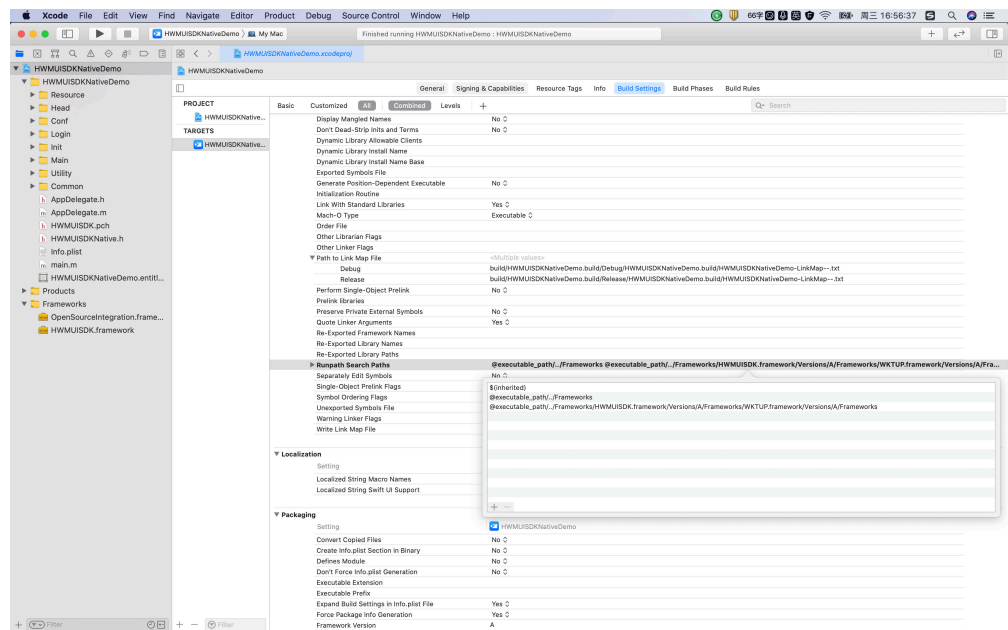 Xcode File Edit View Find Navigate Editor Product Debug Source Control Window Help 66字 周三16:56:37
HWMUISDKNativeDemo 〉 My Mac Finished running HWMUISDKNativeDemo : HWMUISDKNativeDemo
HWMUISDKNativeDemo.xcodeproj
HWMUISDKNativeDemo
HWMUISDKNativeDemo
Resource
Head
Conf
Login
Init
Main
Utility
Common
AppDelegate.h
AppDelegate.m
HWMUISDK.pch
HWMUISDKNative.h
Info.plist
main.m
HWMUISDKNativeDemo.entitl...
Products
Frameworks
OpenSourceIntegration.frame...
HWMUISDK.framework
Filter
HWMUISDKNativeDemo
General Signing & Capabilities Resource Tags Info Build Settings Build Phases Build Rules
PROJECT
HWMUISDKNative...
TARGETS
HWMUISDKNative...
Filter
Basic Customized All Combined Levels + Search
Display Mangled Names No
Don't Dead-Strip Inits and Terms No
Dynamic Library Allowable Clients
Dynamic Library Install Name
Dynamic Library Install Name Base
Exported Symbols File
Generate Position-Dependent Executable No
Initialization Routine
Link With Standard Libraries Yes
Mach-O Type Executable
Order File
Other Librarian Flags
Other Linker Flags
Path to Link Map File <Multiple values>
Debug build/HWMUISDKNativeDemo.build/Debug/HWMUISDKNativeDemo.build/HWMUISDKNativeDemo-LinkMap--.txt
Release build/HWMUISDKNativeDemo.build/Release/HWMUISDKNativeDemo.build/HWMUISDKNativeDemo-LinkMap--.txt
Perform Single-Object Prelink No
Prelink libraries
Preserve Private External Symbols No
Quote Linker Arguments Yes
Re-Exported Framework Names
Re-Exported Library Names
Re-Exported Library Paths
Runpath Search Paths @executable_path/../Frameworks @executable_path/../Frameworks/HWMUISDK.framework/Versions/A/Frameworks/WKTUP.framework/Versions/A/Fra...
Separately Edit Symbols No
Single-Object Prelink Flags
Symbol Ordering Flags
Unexported Symbols File
Warning Linker Flags
Write Link Map File
$(inherited)
@executable_path/../Frameworks
@executable_path/../Frameworks/HWMUISDK.framework/Versions/A/Frameworks/WKTUP.framework/Versions/A/Frameworks
+ −
Localization
Setting
Localized String Macro Names
Localized String Swift UI Support
Packaging
Setting HWMUISDKNativeDemo
Convert Copied Files No
Create Info.plist Section in Binary No
Defines Module No
Don't Force Info.plist Generation No
Executable Extension
Executable Prefix
Expand Build Settings in Info.plist File Yes
Force Package Info Generation Yes
Framework Version A